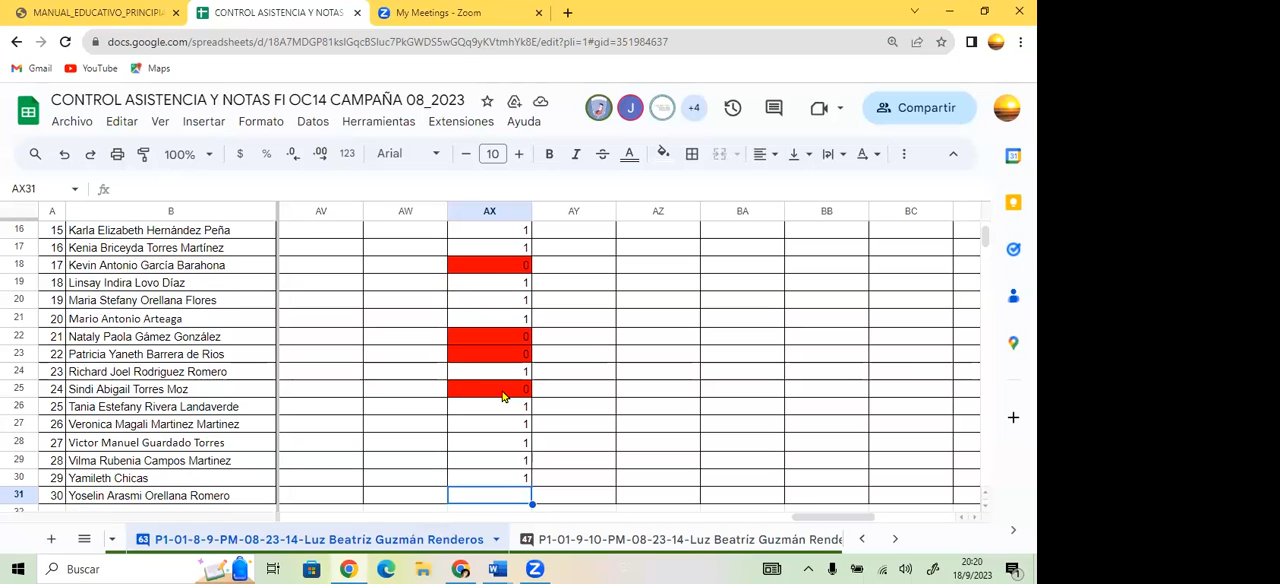 MANUAL_EDUCATIVO_PRINCIPIA
CONTROL ASISTENCIA Y NOTAS
My Meetings - Zoom
docs.google.com/spreadsheets/d/18A7MDGP81kslGqcBSluc7PkGWDS5wGQq9yKVtmhYk8E/edit?pli=1#gid=351984637
Gmail YouTube Maps
CONTROL ASISTENCIA Y NOTAS FI OC14 CAMPAÑA 08_2023
Archivo Editar Ver Insertar Formato Datos Herramientas Extensiones Ayuda
J +4 Compartir
100% $ % .0 .00 123 Arial 10 B I A
AX31 fx
A B AV AW AX AY AZ BA BB BC
16 15 Karla Elizabeth Hernández Peña 1
17 16 Kenia Briceyda Torres Martínez 1
18 17 Kevin Antonio García Barahona 0
19 18 Linsay Indira Lovo Díaz 1
20 19 Maria Stefany Orellana Flores 1
21 20 Mario Antonio Arteaga 1
22 21 Nataly Paola Gámez González 0
23 22 Patricia Yaneth Barrera de Rios 0
24 23 Richard Joel Rodriguez Romero 1
25 24 Sindi Abigail Torres Moz 0
26 25 Tania Estefany Rivera Landaverde 1
27 26 Veronica Magali Martinez Martinez 1
28 27 Victor Manuel Guardado Torres 1
29 28 Vilma Rubenia Campos Martinez 1
30 29 Yamileth Chicas 1
31 30 Yoselin Arasmi Orellana Romero
63 P1-01-8-9-PM-08-23-14-Luz Beatríz Guzmán Renderos
47 P1-01-9-10-PM-08-23-14-Luz Beatríz Guzmán Rende
Buscar
20:20
18/9/2023